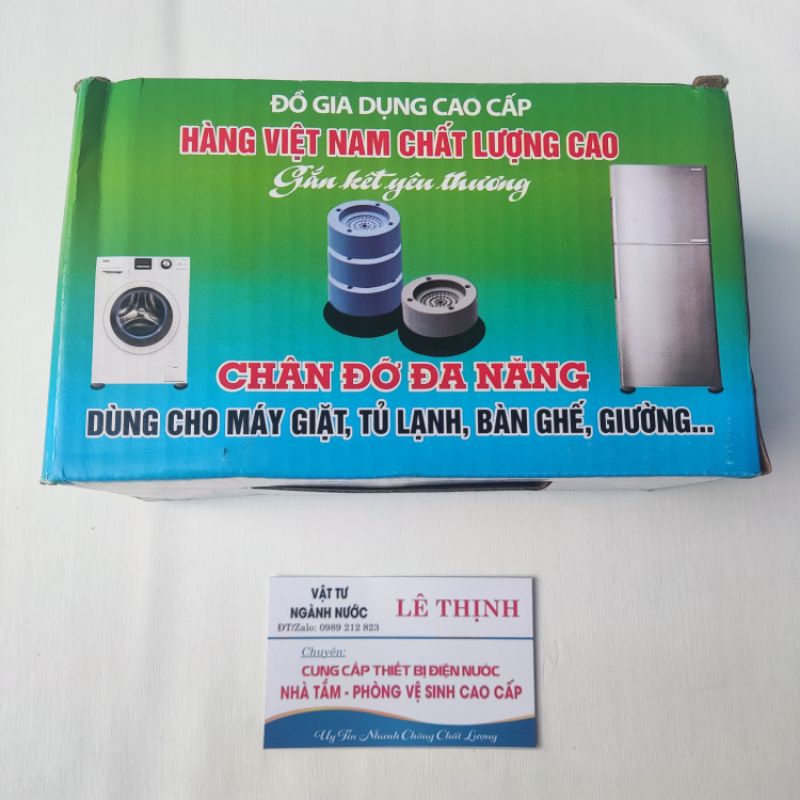 ĐỒ GIA DỤNG CAO CẤP
HÀNG VIỆT NAM CHẤT LƯỢNG CAO
Gắn kết yêu thương
CHÂN ĐỠ ĐA NĂNG
DÙNG CHO MÁY GIẶT, TỦ LẠNH, BÀN GHẾ, GIƯỜNG...
VẬT TƯ
NGÀNH NƯỚC
LÊ THỊNH
ĐT/Zalo: 0989 212 823
Chuyên:
CUNG CẤP THIẾT BỊ ĐIỆN NƯỚC
NHÀ TẮM - PHÒNG VỆ SINH CAO CẤP
Uy Tín Nhanh Chóng Chất Lượng